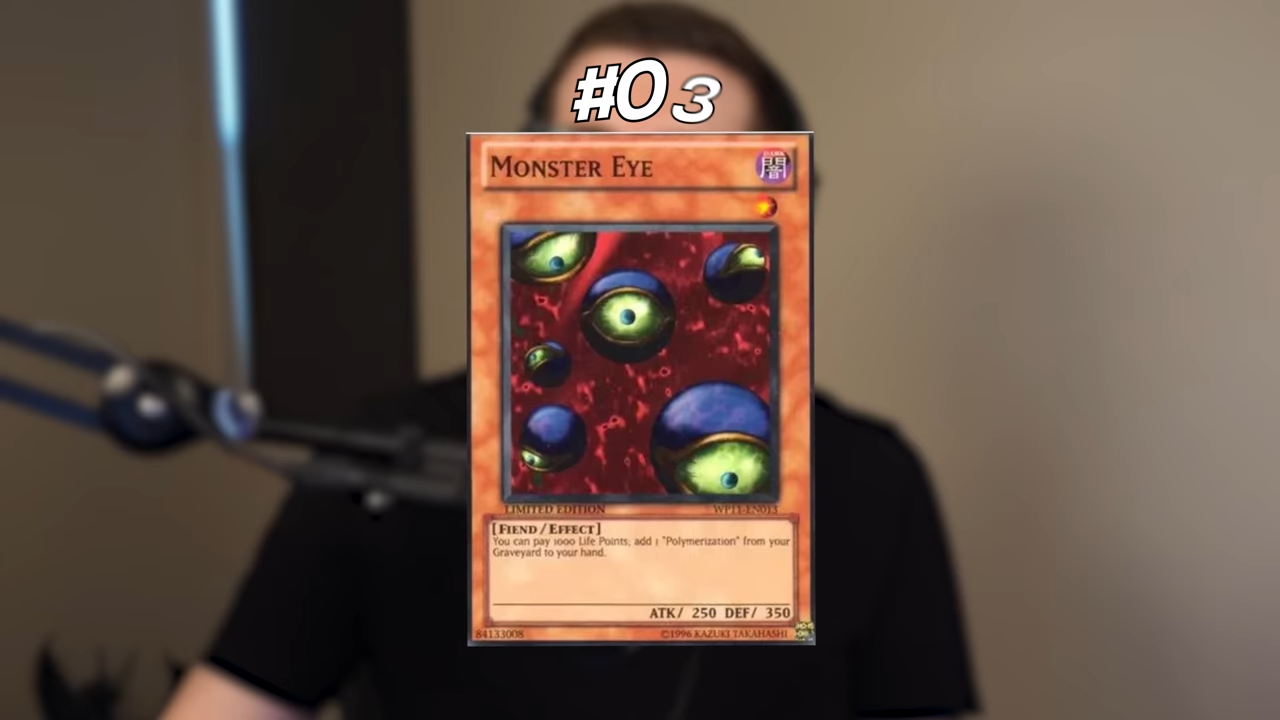 #03
MONSTER EYE
DARK
闇
LIMITED EDITION
WP11-EN013
[FIEND/EFFECT]
You can pay 1000 Life Points; add 1 "Polymerization" from your
Graveyard to your hand.
ATK/ 250 DEF/ 350
84133008
©1996 KAZUKI TAKAHASHI